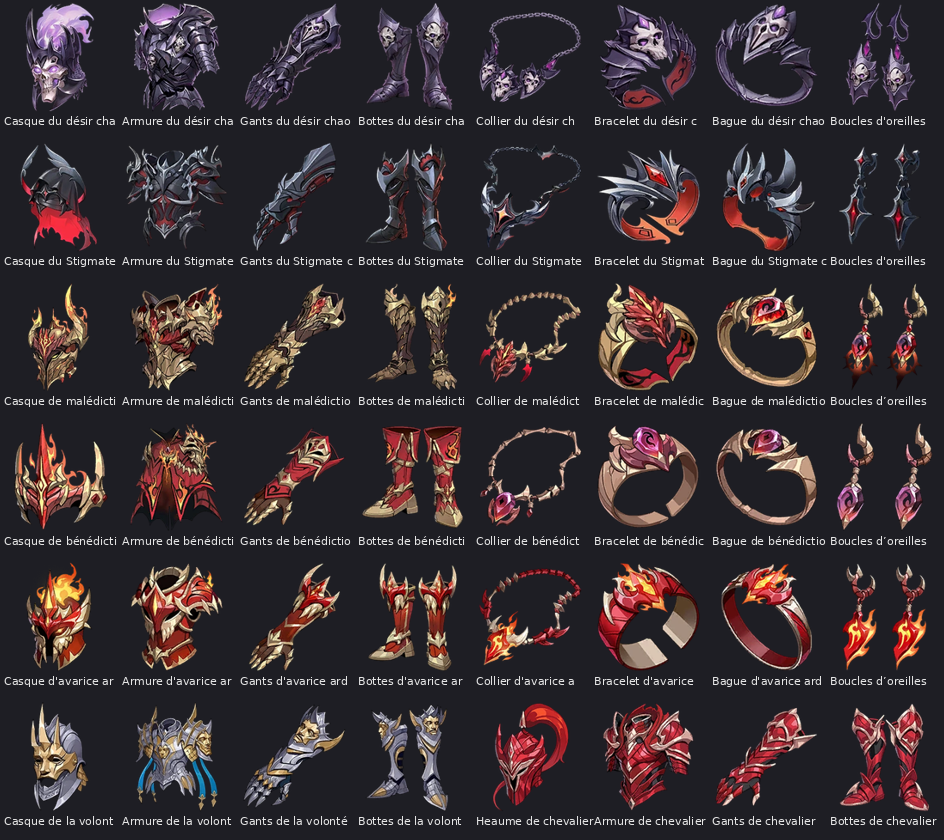 Casque du désir cha Armure du désir cha Gants du désir chao Bottes du désir cha Collier du désir ch Bracelet du désir c Bague du désir chao Boucles d'oreilles
Casque du Stigmate Armure du Stigmate Gants du Stigmate c Bottes du Stigmate Collier du Stigmate Bracelet du Stigmat Bague du Stigmate c Boucles d'oreilles
Casque de malédicti Armure de malédicti Gants de malédictio Bottes de malédicti Collier de malédict Bracelet de malédic Bague de malédictio Boucles d’oreilles
Casque de bénédicti Armure de bénédicti Gants de bénédictio Bottes de bénédicti Collier de bénédict Bracelet de bénédic Bague de bénédictio Boucles d’oreilles
Casque d'avarice ar Armure d'avarice ar Gants d'avarice ard Bottes d'avarice ar Collier d'avarice a Bracelet d'avarice Bague d'avarice ard Boucles d’oreilles
Casque de la volont Armure de la volont Gants de la volonté Bottes de la volont Heaume de chevalier Armure de chevalier Gants de chevalier Bottes de chevalier